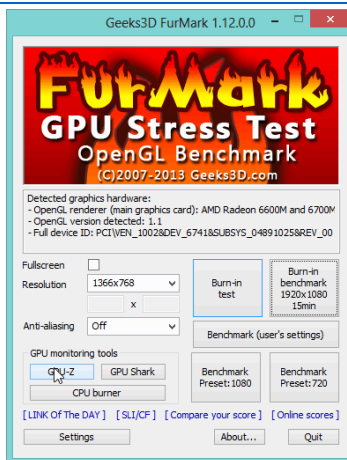 Geeks3D FurMark 1.12.0.0
FurMark
GPU Stress Test
OpenGL Benchmark
(C)2007-2013 Geeks3D.com
Detected graphics hardware:
- OpenGL renderer (main graphics card): AMD Radeon 6600M and 6700M
- OpenGL version detected: 1.1
- Full device ID: PCI\VEN_1002&DEV_6741&SUBSYS_04891025&REV_00
Fullscreen
Resolution 1366x768
x
Burn-in
test
Burn-in
benchmark
1920x1080
15min
Anti-aliasing Off
Benchmark (user's settings)
GPU monitoring tools
GPU-Z GPU Shark
CPU burner
Benchmark
Preset:1080
Benchmark
Preset:720
[LINK Of The DAY] [SLI/CF] [Compare your score] [Online scores]
Settings About... Quit